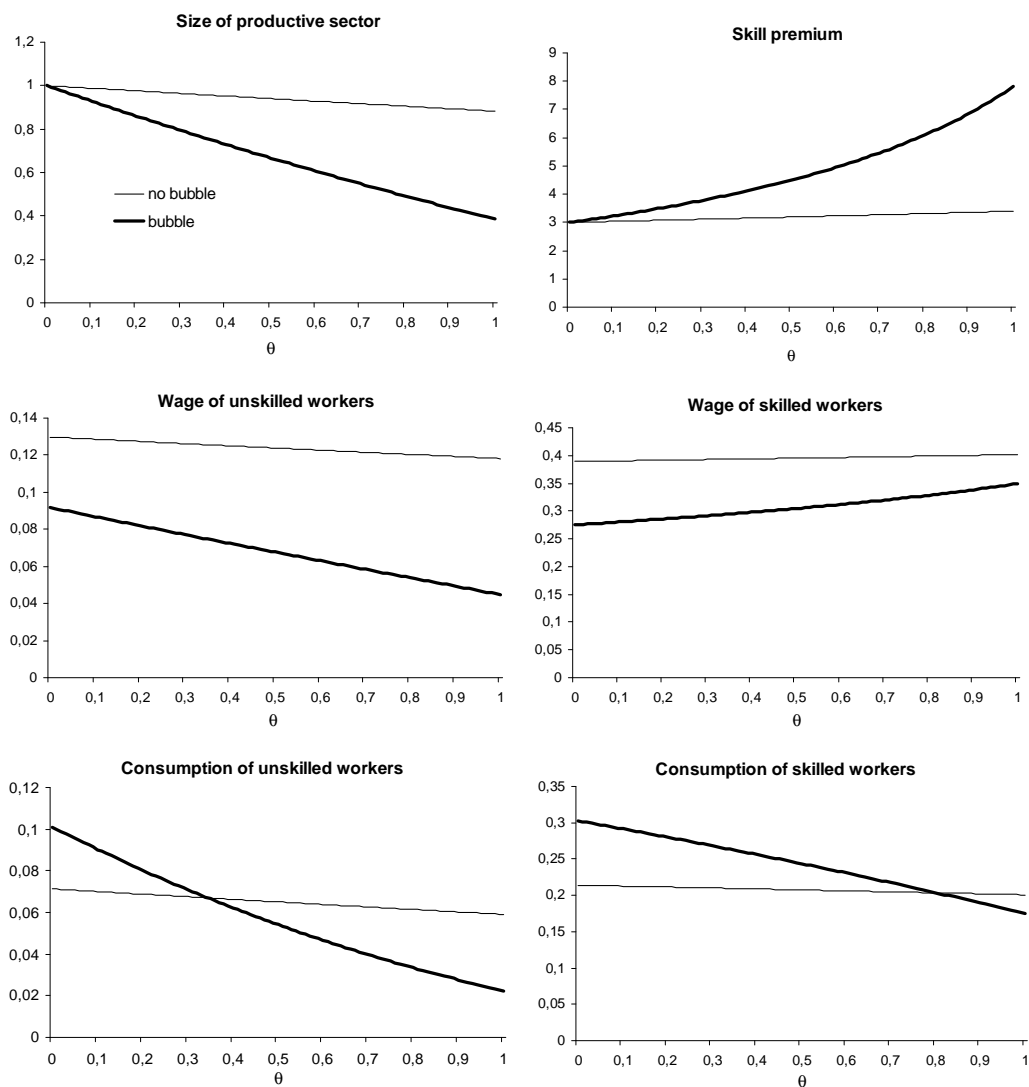 Size of productive sector
1,2
1
0,8
0,6
0,4
0,2
0
no bubble
bubble
0 0,1 0,2 0,3 0,4 0,5 0,6 0,7 0,8 0,9 1
θ
Skill premium
9
8
7
6
5
4
3
2
1
0
0 0,1 0,2 0,3 0,4 0,5 0,6 0,7 0,8 0,9 1
θ
Wage of unskilled workers
0,14
0,12
0,1
0,08
0,06
0,04
0,02
0
0 0,1 0,2 0,3 0,4 0,5 0,6 0,7 0,8 0,9 1
θ
Wage of skilled workers
0,45
0,4
0,35
0,3
0,25
0,2
0,15
0,1
0,05
0
0 0,1 0,2 0,3 0,4 0,5 0,6 0,7 0,8 0,9 1
θ
Consumption of unskilled workers
0,12
0,1
0,08
0,06
0,04
0,02
0
0 0,1 0,2 0,3 0,4 0,5 0,6 0,7 0,8 0,9 1
θ
Consumption of skilled workers
0,35
0,3
0,25
0,2
0,15
0,1
0,05
0
0 0,1 0,2 0,3 0,4 0,5 0,6 0,7 0,8 0,9 1
θ